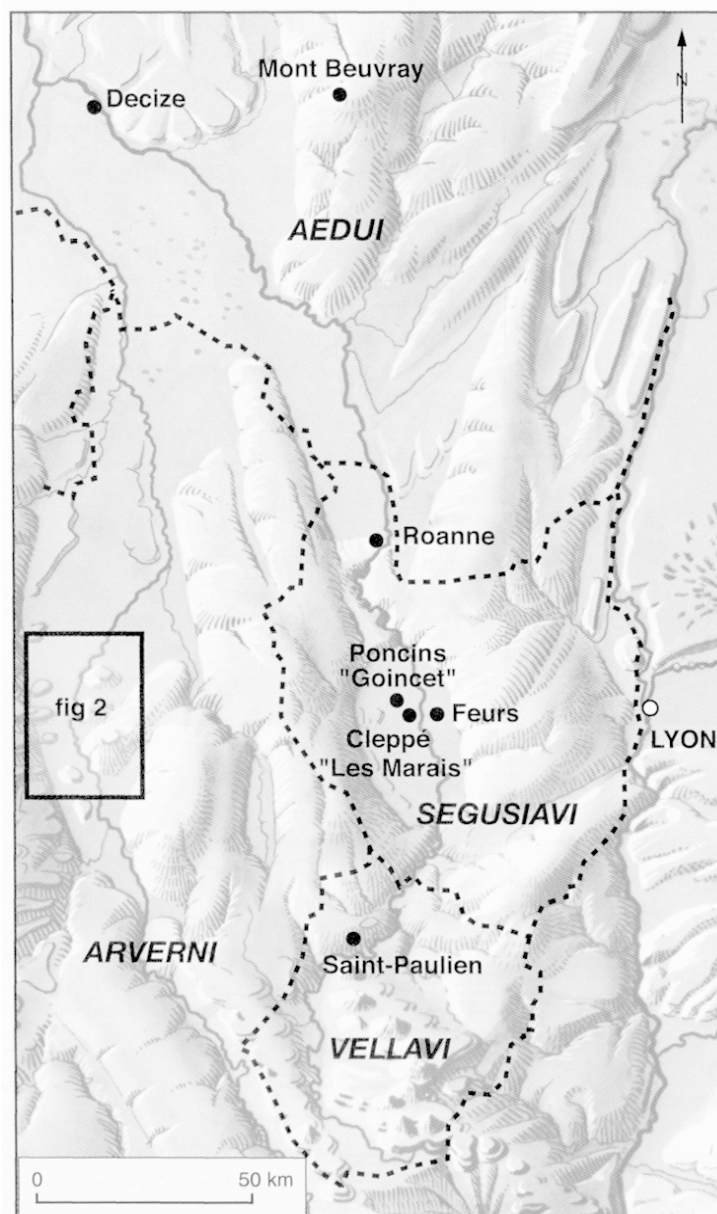 N
Mont Beuvray
Decize
AEDUI
Roanne
Poncins
"Goincet"
fig 2
Feurs
Cleppé
"Les Marais"
LYON
SEGUSIAVI
ARVERNI
Saint-Paulien
VELLAVI
0 50 km